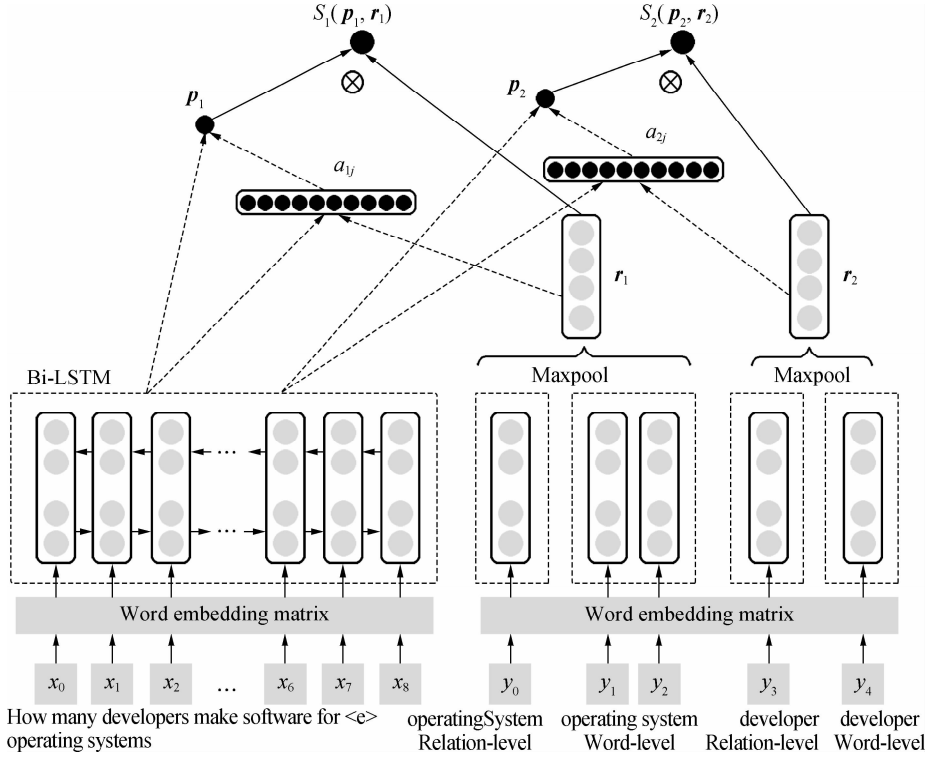 S₁(p₁, r₁)
S₂(p₂, r₂)
p₁
p₂
a₁ⱼ
a₂ⱼ
r₁
r₂
Bi-LSTM
Maxpool
Maxpool
...
...
Word embedding matrix
Word embedding matrix
x₀ x₁ x₂ ... x₆ x₇ x₈
y₀ y₁ y₂ y₃ y₄
How many developers make software for <e>
operating systems
operatingSystem
Relation-level
operating system
Word-level
developer
Relation-level
developer
Word-level